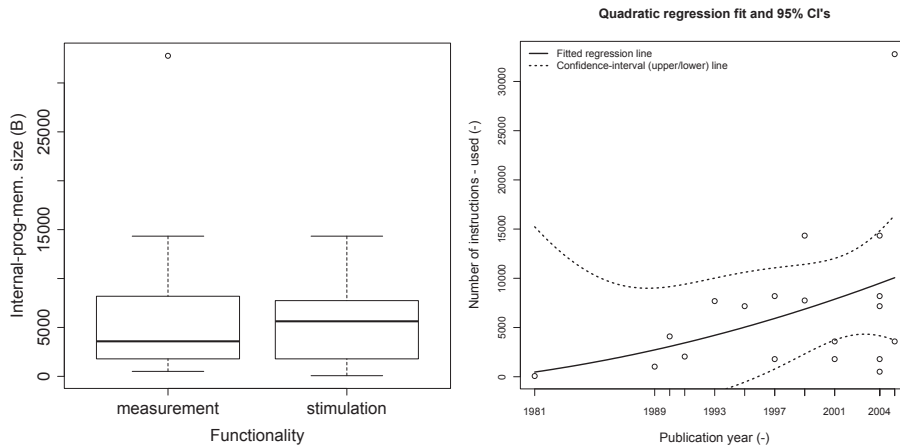 Internal-prog-mem. size (B)
0
5000
15000
25000
measurement
stimulation
Functionality
Quadratic regression fit and 95% CI's
Fitted regression line
Confidence-interval (upper/lower) line
Number of instructions - used (-)
0
5000
10000
15000
20000
25000
30000
1981
1989
1993
1997
2001
2004
Publication year (-)